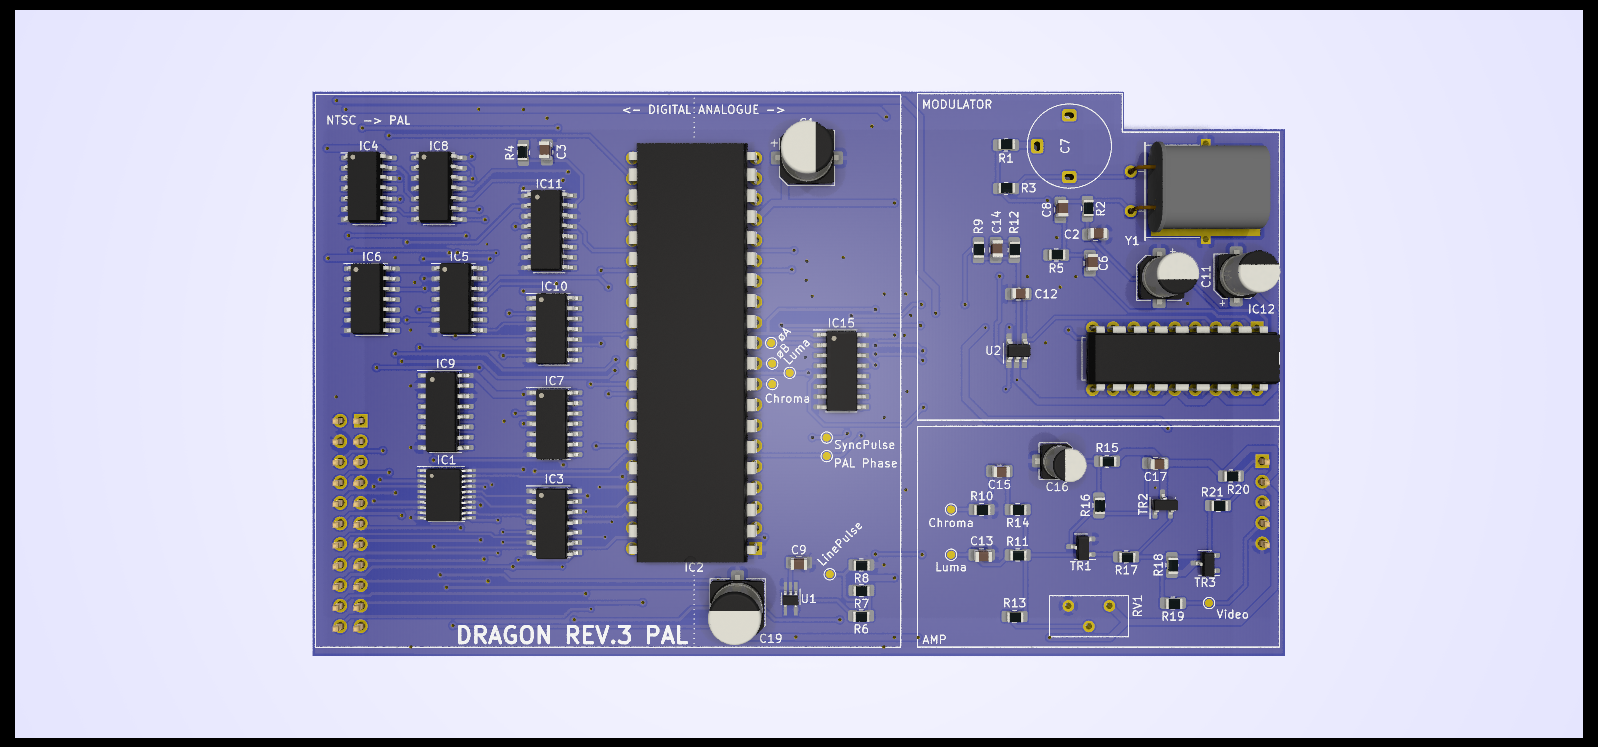 <- DIGITAL ANALOGUE ->
NTSC -> PAL
IC4
IC8
R4
C3
IC11
IC6
IC5
IC10
IC9
IC7
IC1
IC3
IC2
+
øA
øB
Luma
Chroma
IC15
SyncPulse
PAL Phase
LinePulse
C9
U1
R8
R7
R6
C19
DRAGON REV.3 PAL
MODULATOR
R1
C7
R3
C8
R2
R9
C14
R12
C2
R5
C6
Y1
+
C11
+
C12
IC12
U2
C15
C16
R15
C17
R20
R21
R10
R14
R16
TR2
Chroma
C13
R11
Luma
TR1
R17
R18
TR3
R13
RV1
R19
Video
AMP